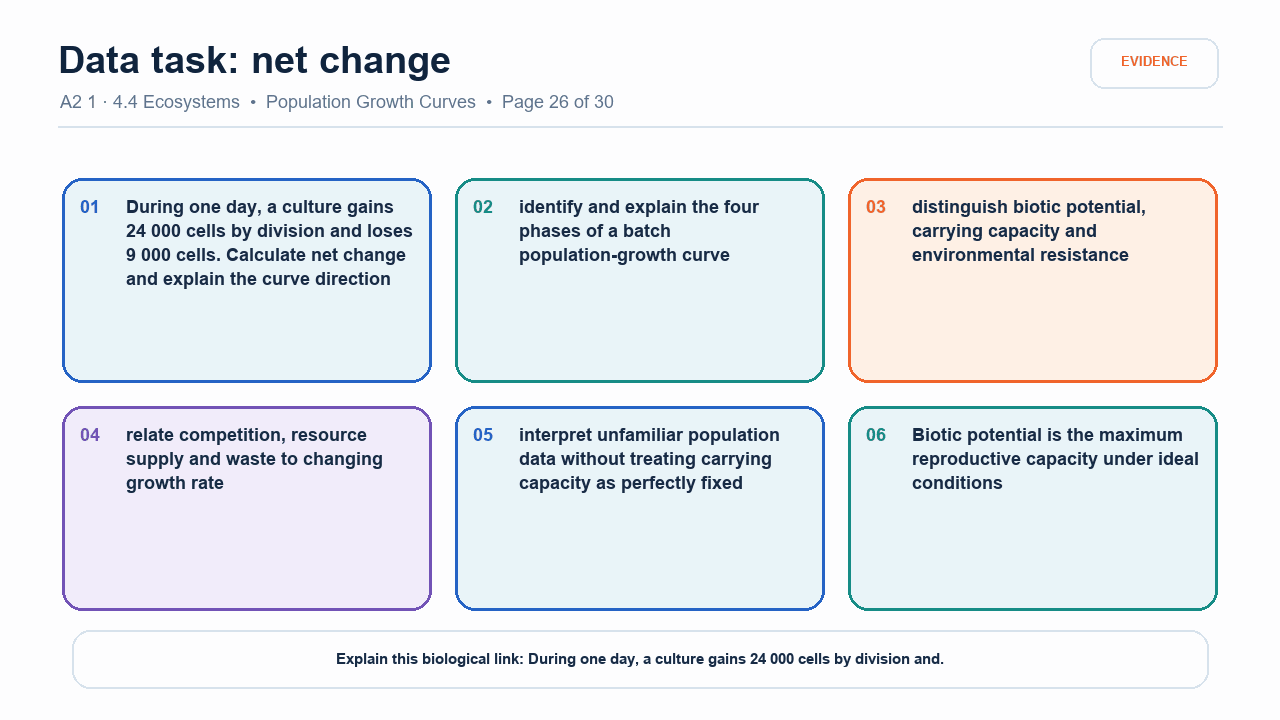 Data task: net change
EVIDENCE
A2 1 · 4.4 Ecosystems • Population Growth Curves • Page 26 of 30
01
During one day, a culture gains
24 000 cells by division and loses
9 000 cells. Calculate net change
and explain the curve direction
02
identify and explain the four
phases of a batch
population-growth curve
03
distinguish biotic potential,
carrying capacity and
environmental resistance
04
relate competition, resource
supply and waste to changing
growth rate
05
interpret unfamiliar population
data without treating carrying
capacity as perfectly fixed
06
Biotic potential is the maximum
reproductive capacity under ideal
conditions
Explain this biological link: During one day, a culture gains 24 000 cells by division and.